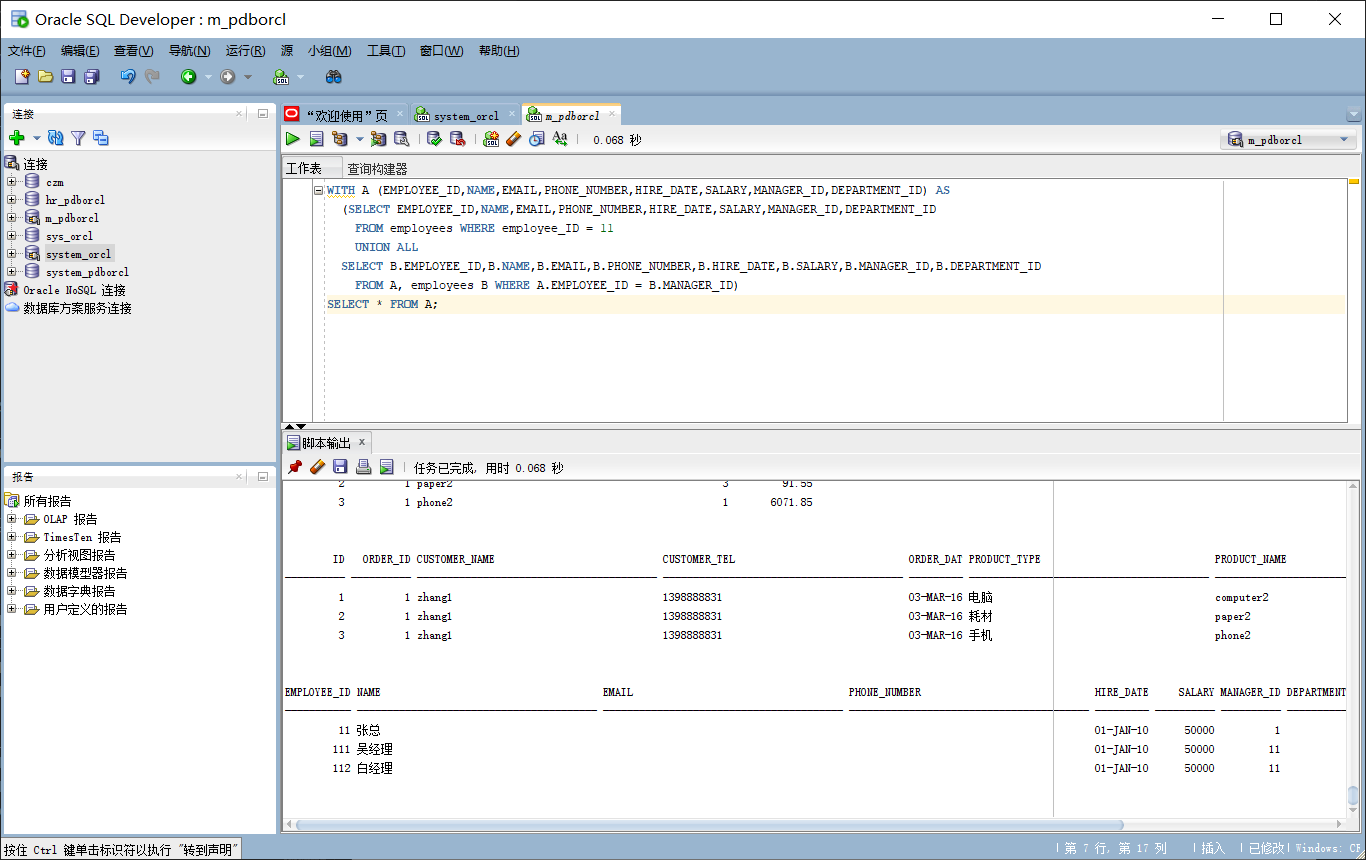 Oracle SQL Developer : m_pdborcl
文件(F) 编辑(E) 查看(V) 导航(N) 运行(R) 源 小组(M) 工具(T) 窗口(W) 帮助(H)
连接
连接
czm
hr_pdborcl
m_pdborcl
sys_orcl
system_orcl
system_pdborcl
Oracle NoSQL 连接
数据库方案服务连接
报告
所有报告
OLAP 报告
TimesTen 报告
分析视图报告
数据模型器报告
数据字典报告
用户定义的报告
“欢迎使用”页 system_orcl m_pdborcl
0.068 秒 m_pdborcl
工作表 查询构建器
WITH A (EMPLOYEE_ID,NAME,EMAIL,PHONE_NUMBER,HIRE_DATE,SALARY,MANAGER_ID,DEPARTMENT_ID) AS
(SELECT EMPLOYEE_ID,NAME,EMAIL,PHONE_NUMBER,HIRE_DATE,SALARY,MANAGER_ID,DEPARTMENT_ID
FROM employees WHERE employee_ID = 11
UNION ALL
SELECT B.EMPLOYEE_ID,B.NAME,B.EMAIL,B.PHONE_NUMBER,B.HIRE_DATE,B.SALARY,B.MANAGER_ID,B.DEPARTMENT_ID
FROM A, employees B WHERE A.EMPLOYEE_ID = B.MANAGER_ID)
SELECT * FROM A;
脚本输出
任务已完成, 用时 0.068 秒
2 1 paper2 3 91.55
3 1 phone2 1 6071.85
ID ORDER_ID CUSTOMER_NAME CUSTOMER_TEL ORDER_DAT PRODUCT_TYPE PRODUCT_NAME
1 1 zhang1 1398888831 03-MAR-16 电脑 computer2
2 1 zhang1 1398888831 03-MAR-16 耗材 paper2
3 1 zhang1 1398888831 03-MAR-16 手机 phone2
EMPLOYEE_ID NAME EMAIL PHONE_NUMBER HIRE_DATE SALARY MANAGER_ID DEPARTMENT
11 张总 01-JAN-10 50000 1
111 吴经理 01-JAN-10 50000 11
112 白经理 01-JAN-10 50000 11
按住 Ctrl 键单击标识符以执行 "转到声明"
第 7 行, 第 17 列 插入 已修改 Windows: CR